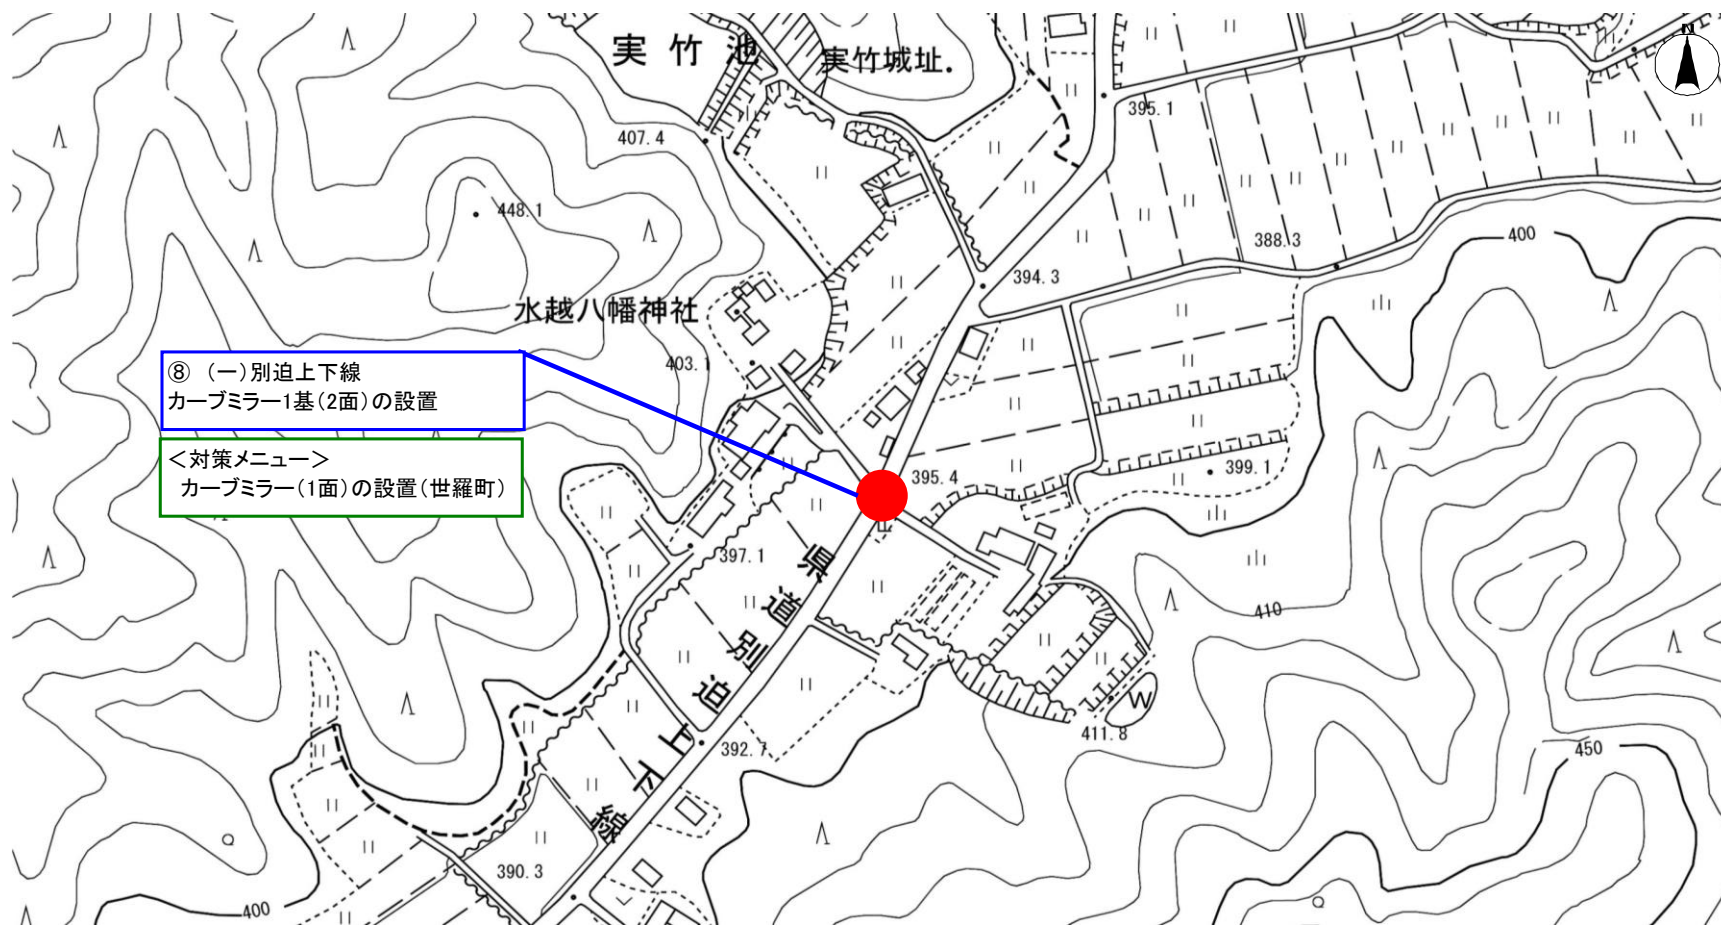 実竹池
実竹城址.
N
395.1
407.4
448.1
388.3
400
394.3
水越八幡神社
403.1
⑧ (一)別迫上下線
カーブミラー1基(2面)の設置
<対策メニュー>
カーブミラー(1面)の設置(世羅町)
395.4
399.1
397.1
410
県道別迫上下線
W
411.8
392.7
450
390.3
400